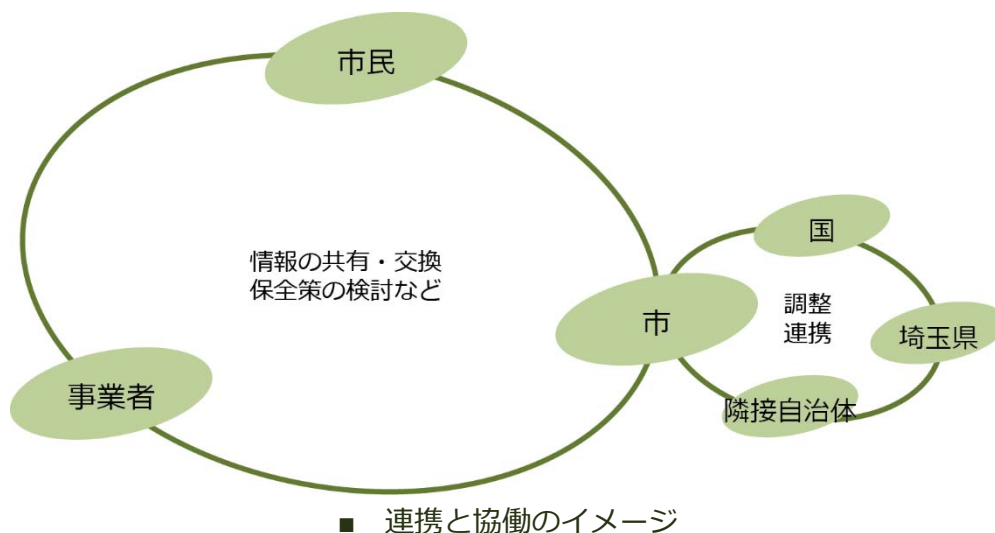 市民
国
情報の共有・交換
保全策の検討など
調整
連携
市
埼玉県
事業者
隣接自治体
■ 連携と協働のイメージ